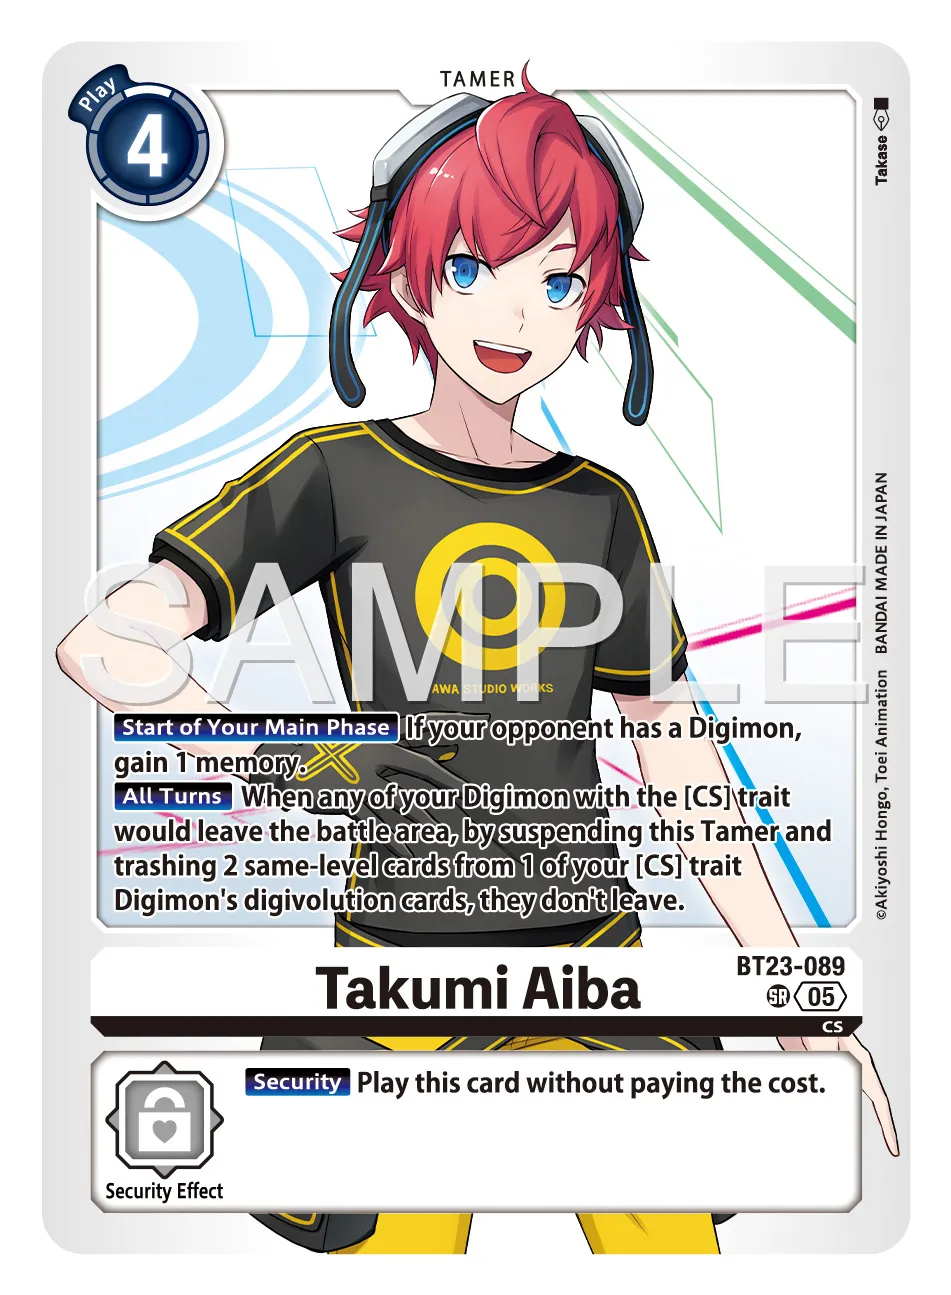 TAMER
Play
4
Takase
AWA STUDIO WORKS
SAMPLE
Start of Your Main Phase If your opponent has a Digimon,
gain 1 memory.
All Turns When any of your Digimon with the [CS] trait
would leave the battle area, by suspending this Tamer and
trashing 2 same-level cards from 1 of your [CS] trait
Digimon's digivolution cards, they don't leave.
©Akiyoshi Hongo, Toei Animation BANDAI MADE IN JAPAN
Takumi Aiba
BT23-089
SR 05
CS
Security Play this card without paying the cost.
Security Effect